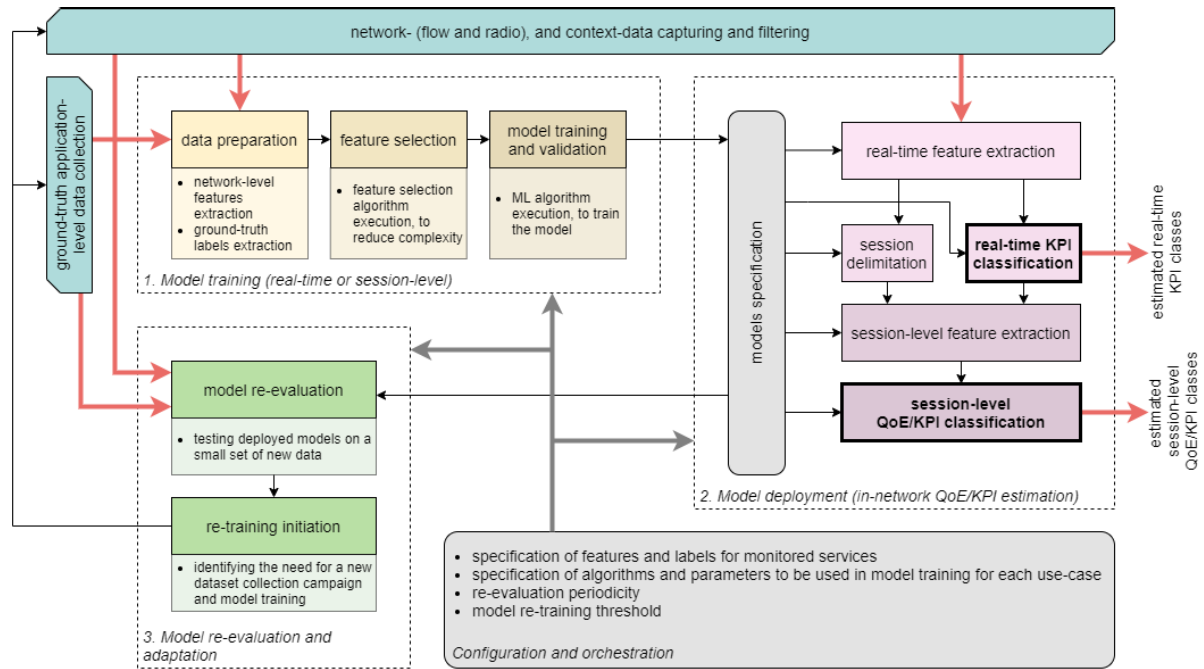 network- (flow and radio), and context-data capturing and filtering
ground-truth application-
level data collection
data preparation
• network-level
features
extraction
• ground-truth
labels extraction
feature selection
• feature selection
algorithm
execution, to
reduce complexity
model training
and validation
• ML algorithm
execution, to train
the model
1. Model training (real-time or session-level)
models specification
real-time feature extraction
session
delimitation
real-time KPI
classification
session-level feature extraction
session-level
QoE/KPI classification
2. Model deployment (in-network QoE/KPI estimation)
estimated real-time
KPI classes
estimated
session-level
QoE/KPI classes
model re-evaluation
• testing deployed models on a
small set of new data
re-training initiation
• identifying the need for a new
dataset collection campaign
and model training
3. Model re-evaluation and
adaptation
• specification of features and labels for monitored services
• specification of algorithms and parameters to be used in model training for each use-case
• re-evaluation periodicity
• model re-training threshold
Configuration and orchestration